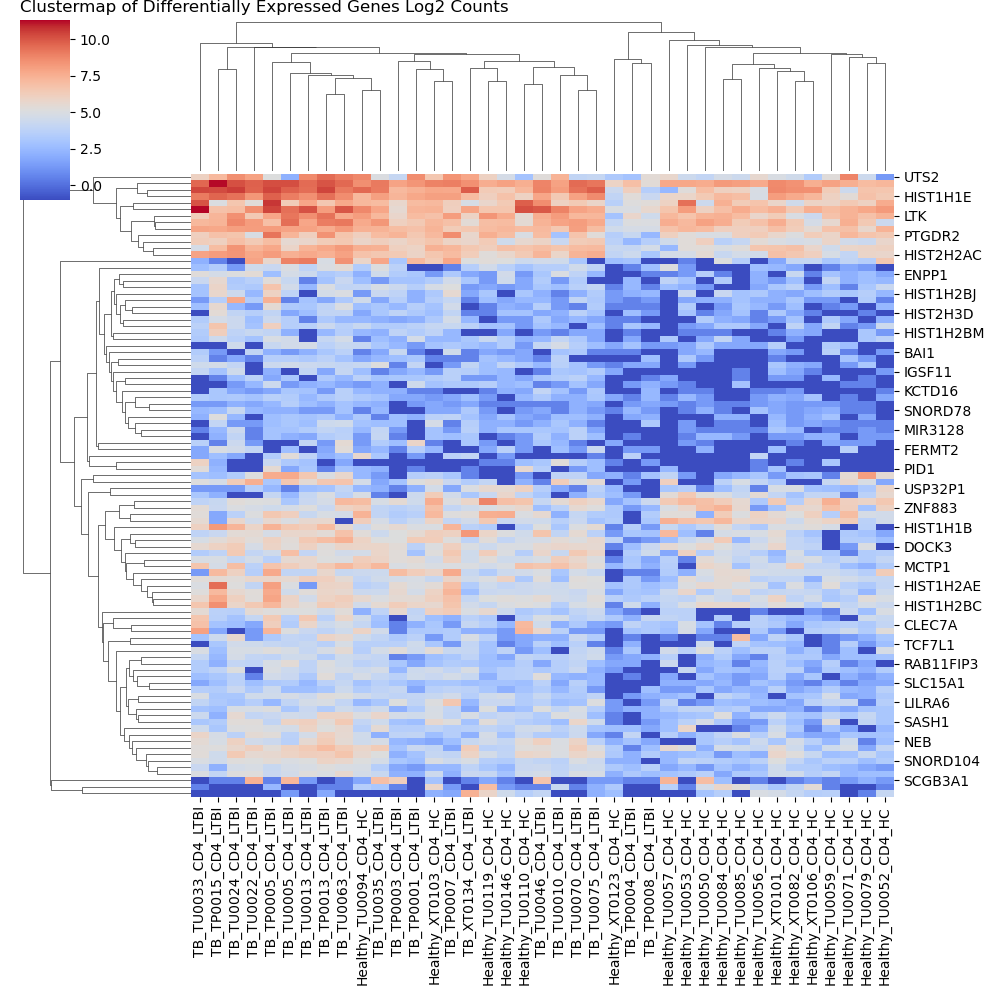 Clustermap of Differentially Expressed Genes Log2 Counts
10.0
7.5
5.0
2.5
0.0
UTS2
HIST1H1E
LTK
PTGDR2
HIST2H2AC
ENPP1
HIST1H2BJ
HIST2H3D
HIST1H2BM
BAI1
IGSF11
KCTD16
SNORD78
MIR3128
FERMT2
PID1
USP32P1
ZNF883
HIST1H1B
DOCK3
MCTP1
HIST1H2AE
HIST1H2BC
CLEC7A
TCF7L1
RAB11FIP3
SLC15A1
LILRA6
SASH1
NEB
SNORD104
SCGB3A1
TB_TU0033_CD4_LTBI
TB_TP0015_CD4_LTBI
TB_TU0024_CD4_LTBI
TB_TU0022_CD4_LTBI
TB_TP0005_CD4_LTBI
TB_TU0005_CD4_LTBI
TB_TU0013_CD4_LTBI
TB_TP0013_CD4_LTBI
TB_TU0063_CD4_LTBI
Healthy_TU0094_CD4_HC
TB_TU0035_CD4_LTBI
TB_TP0003_CD4_LTBI
TB_TP0001_CD4_LTBI
Healthy_XT0103_CD4_HC
TB_TP0007_CD4_LTBI
TB_XT0134_CD4_LTBI
Healthy_TU0119_CD4_HC
Healthy_TU0146_CD4_HC
Healthy_TU0110_CD4_HC
TB_TU0046_CD4_LTBI
TB_TU0010_CD4_LTBI
TB_TU0070_CD4_LTBI
TB_TU0075_CD4_LTBI
Healthy_XT0123_CD4_HC
TB_TP0004_CD4_LTBI
TB_TP0008_CD4_LTBI
Healthy_TU0057_CD4_HC
Healthy_TU0053_CD4_HC
Healthy_TU0050_CD4_HC
Healthy_TU0084_CD4_HC
Healthy_TU0085_CD4_HC
Healthy_TU0056_CD4_HC
Healthy_XT0101_CD4_HC
Healthy_XT0082_CD4_HC
Healthy_XT0106_CD4_HC
Healthy_TU0059_CD4_HC
Healthy_TU0071_CD4_HC
Healthy_TU0079_CD4_HC
Healthy_TU0052_CD4_HC